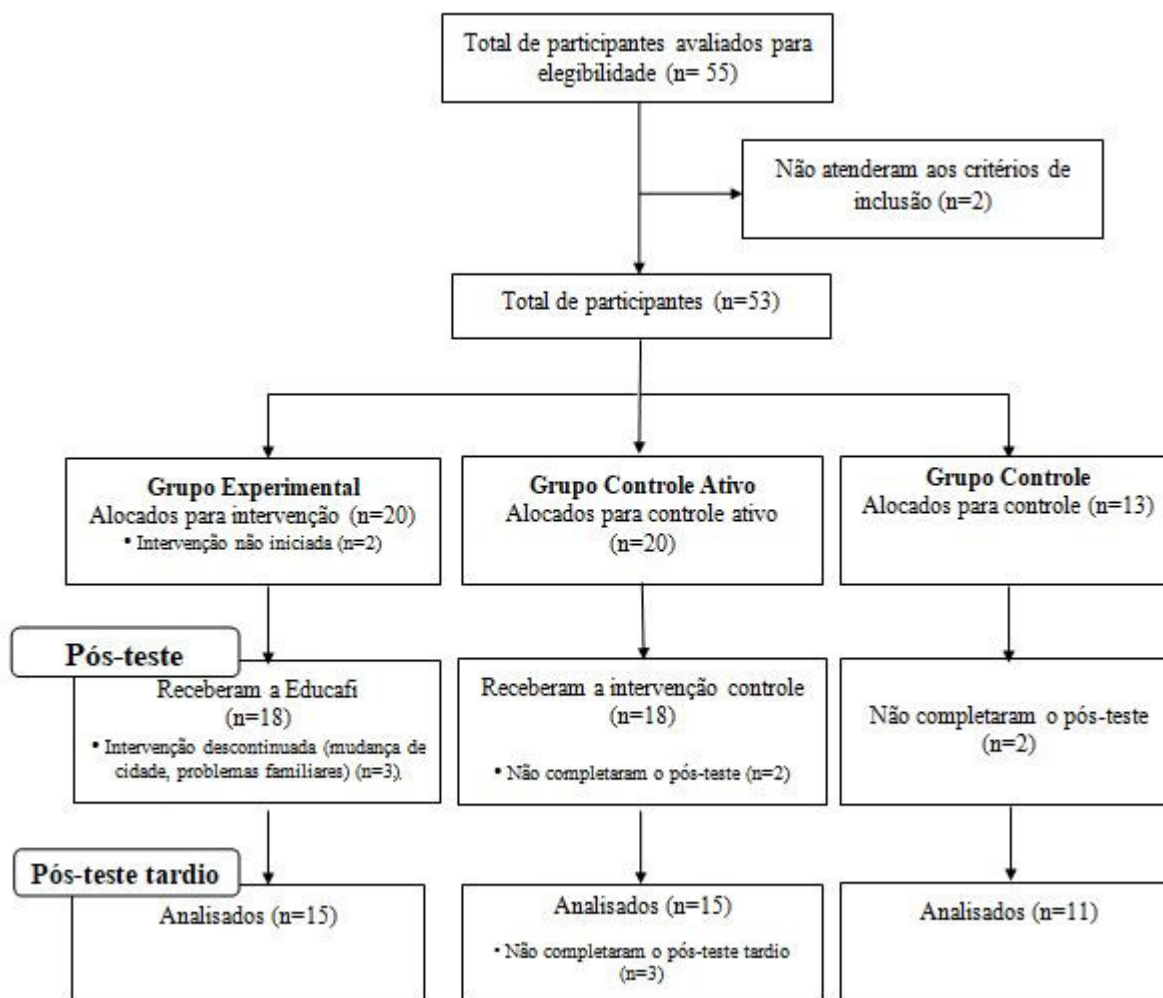 Total de participantes avaliados para
elegibilidade (n= 55)
Não atenderam aos critérios de
inclusão (n=2)
Total de participantes (n=53)
Grupo Experimental
Alocados para intervenção (n=20)
• Intervenção não iniciada (n=2)
Grupo Controle Ativo
Alocados para controle ativo
(n=20)
Grupo Controle
Alocados para controle (n=13)
Pós-teste
Receberam a Educafi
(n=18)
• Intervenção descontinuada (mudança de
cidade, problemas familiares) (n=3),
Receberam a intervenção controle
(n=18)
• Não completaram o pós-teste (n=2)
Não completaram o pós-teste
(n=2)
Pós-teste tardio
Analisados (n=15)
Analisados (n=15)
• Não completaram o pós-teste tardio
(n=3)
Analisados (n=11)